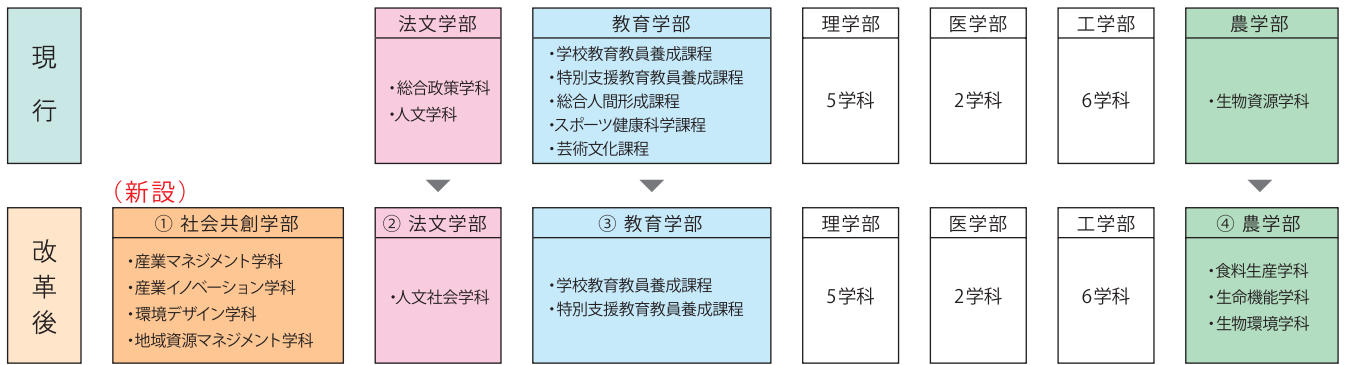 現行
法文学部
・総合政策学科
・人文学科
教育学部
・学校教育教員養成課程
・特別支援教育教員養成課程
・総合人間形成課程
・スポーツ健康科学課程
・芸術文化課程
理学部
5学科
医学部
2学科
工学部
6学科
農学部
・生物資源学科
改革後
（新設）
① 社会共創学部
・産業マネジメント学科
・産業イノベーション学科
・環境デザイン学科
・地域資源マネジメント学科
② 法文学部
・人文社会学科
③ 教育学部
・学校教育教員養成課程
・特別支援教育教員養成課程
理学部
5学科
医学部
2学科
工学部
6学科
④ 農学部
・食料生産学科
・生命機能学科
・生物環境学科